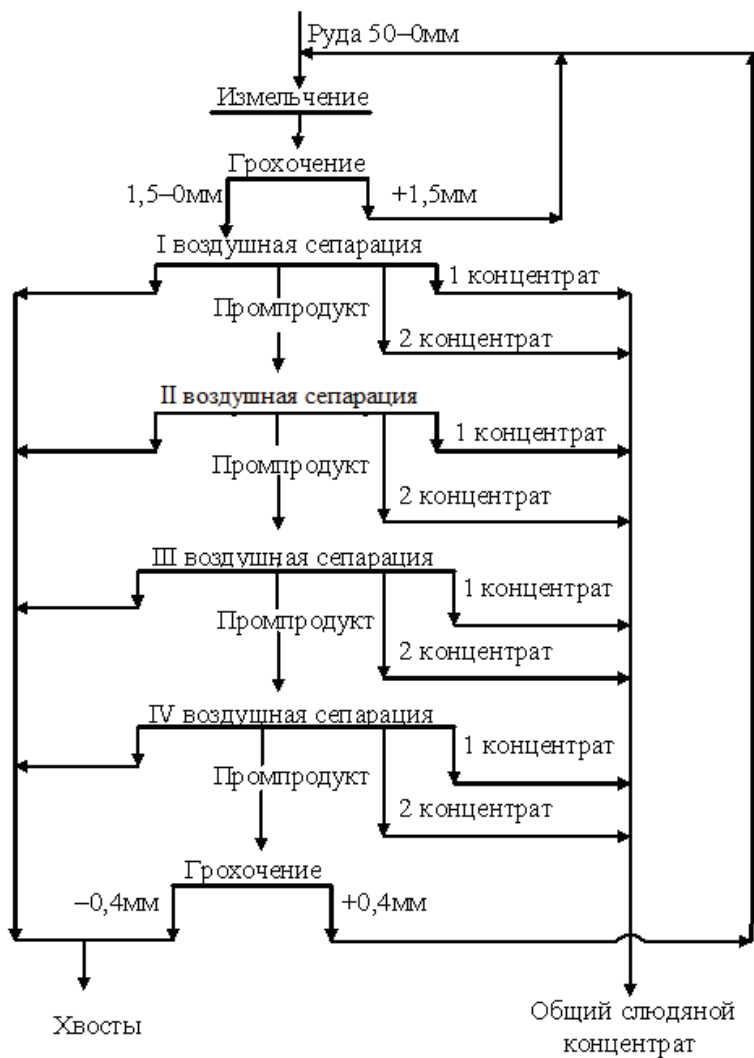 Руда 50–0мм
Измельчение
Грохочение
1,5–0мм
+1,5мм
I воздушная сепарация
1 концентрат
Промпродукт
2 концентрат
II воздушная сепарация
1 концентрат
Промпродукт
2 концентрат
III воздушная сепарация
1 концентрат
Промпродукт
2 концентрат
IV воздушная сепарация
1 концентрат
Промпродукт
2 концентрат
Грохочение
–0,4мм
+0,4мм
Хвосты
Общий слюдяной
концентрат